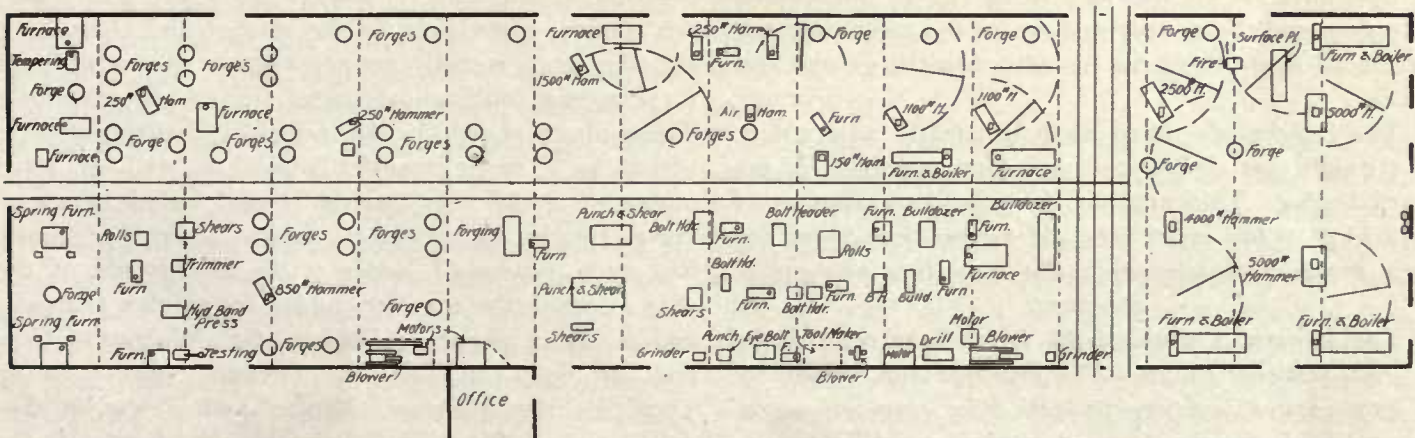 Furnace
Forges
Furnace
250# Ham.
Forge
Forge
Forge
Surface Pl.
Furn & Boiler
Tempering
Forges
Forge's
1500# Ham
Furn.
Fire
Forge
250# Ham
Furnace
250# Hammer
Air Ham.
Furn
1100# H.
1100# H
2500# H.
5000# H.
Furnace
Forge
Forges
Forges
Forges
Furnace
150# Ham
Furn. & Boiler
Furnace
Forge
Spring Furn.
Rolls
Shears
Forges
Forges
Forging
Punch & Shear
Bolt Hdr.
Furn.
Bolt Header
Furn.
Bulldozer
Bulldozer
Furn.
4000# Hammer
Trimmer
Furn
Rolls
Furnace
5000# Hammer
Furn
Bolt Hd.
Forge
850# Hammer
Punch & Shear
Furn.
Furn.
B.H.
Build.
Furn
Hyd Band Press
Forge
Shears
Bolt Hdr.
Spring Furn.
Motors
Shears
Motor
Furn & Boiler
Furn. & Boiler
Furn.
Testing
Forges
Grinder
Punch
Eye Bolt
Tool Maker
Motor
Drill
Blower
Grinder
F.
Blower
Blower
Office